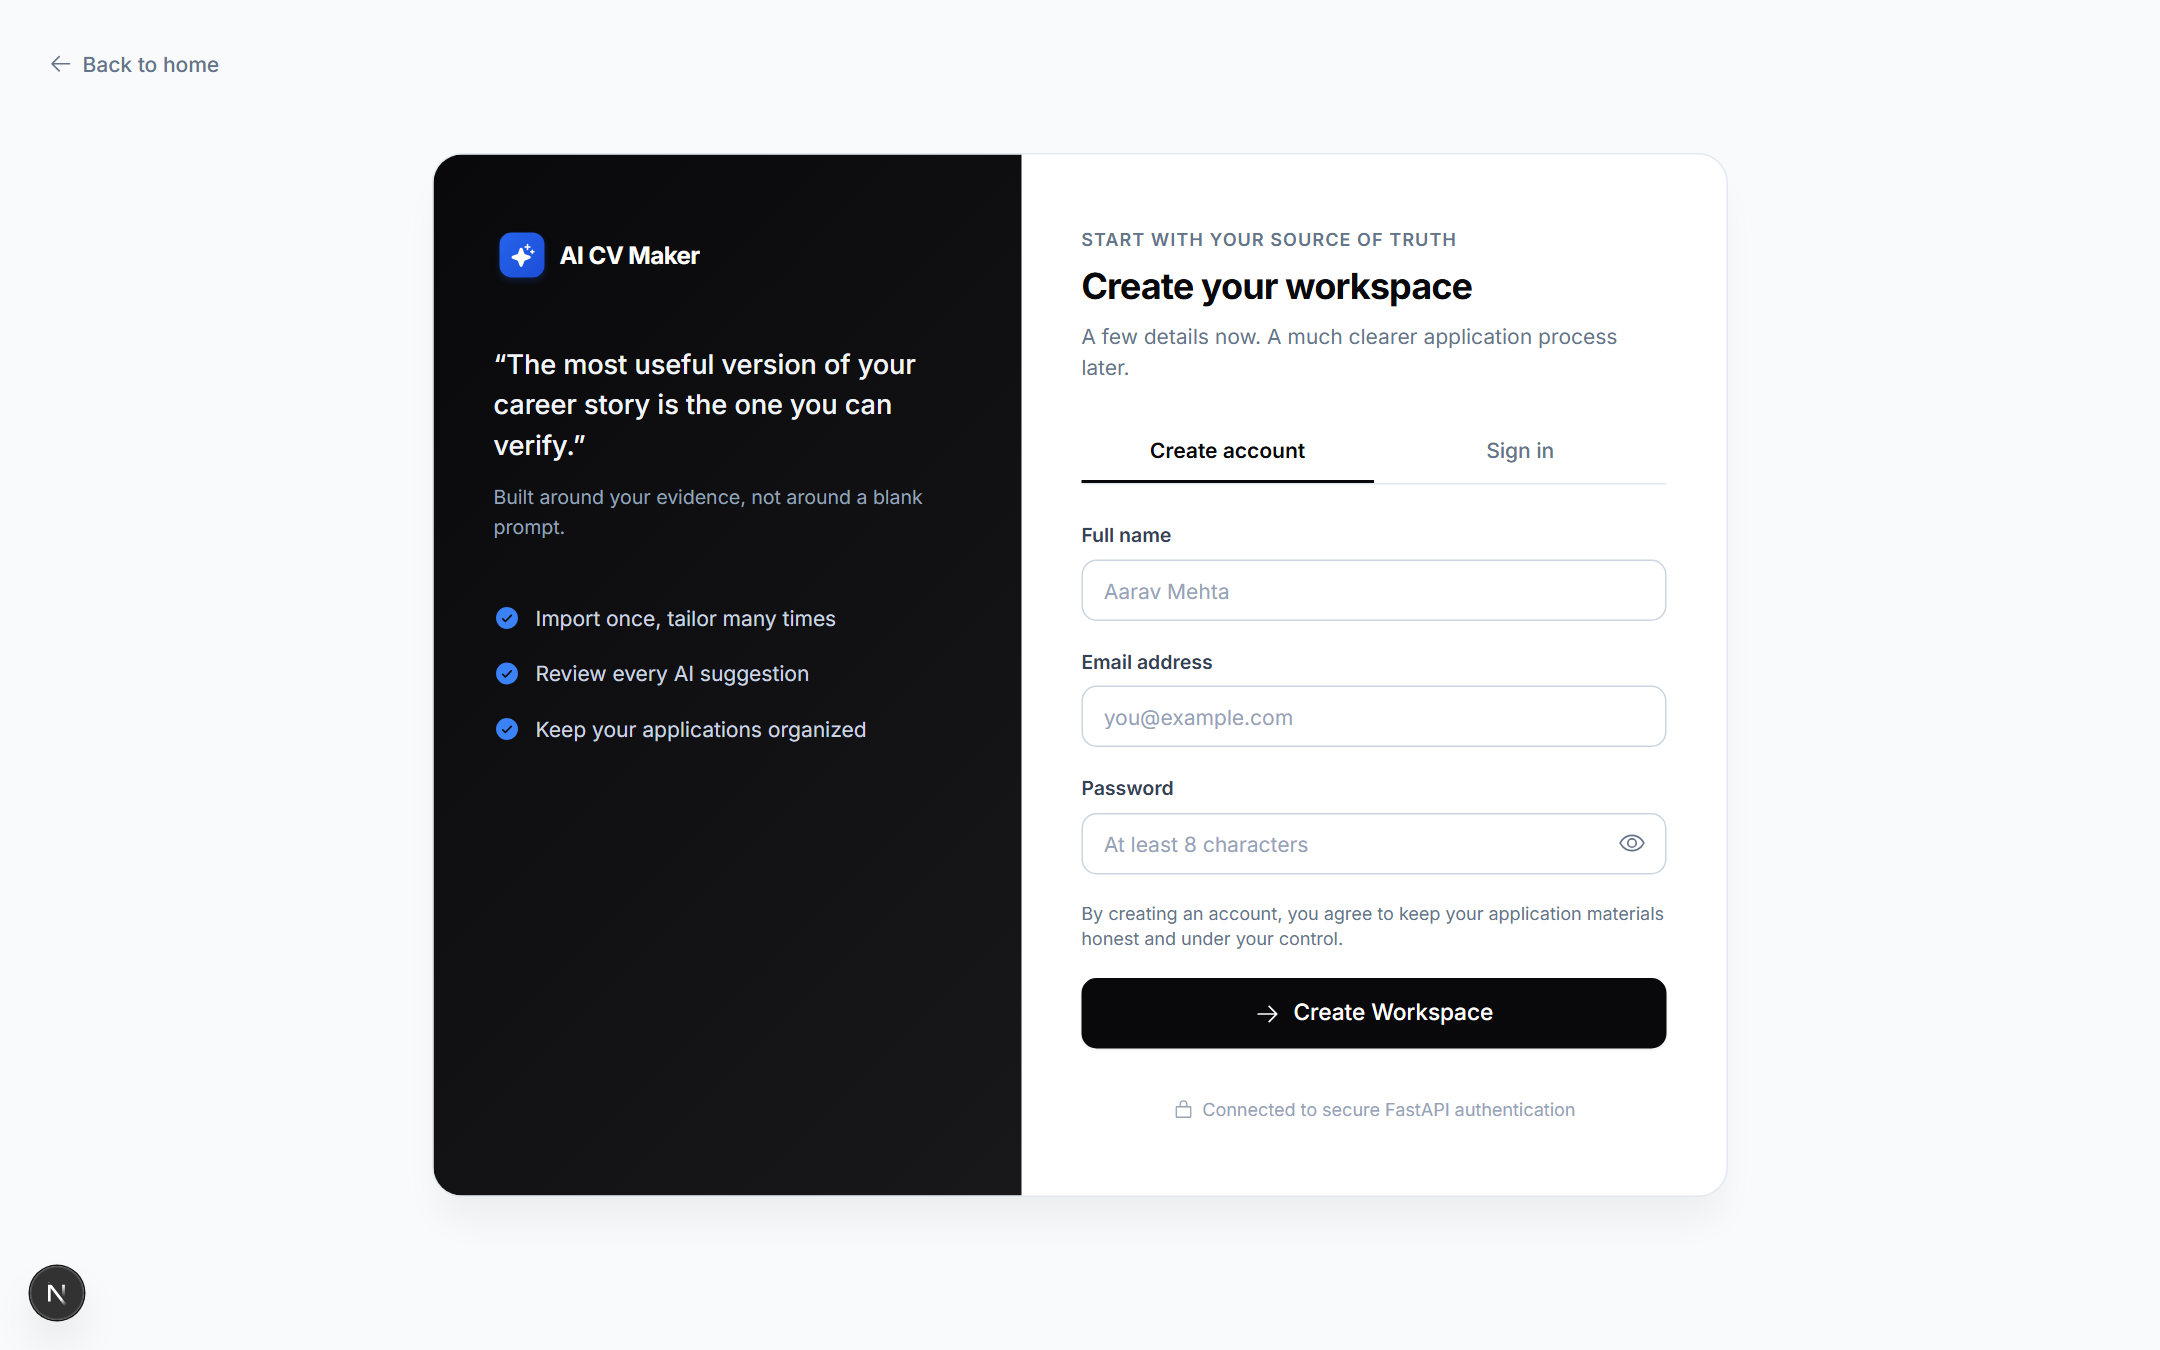 Back to home
AI CV Maker
“The most useful version of your
career story is the one you can
verify.”
Built around your evidence, not around a blank
prompt.
Import once, tailor many times
Review every AI suggestion
Keep your applications organized
START WITH YOUR SOURCE OF TRUTH
Create your workspace
A few details now. A much clearer application process
later.
Create account
Sign in
Full name
Aarav Mehta
Email address
you@example.com
Password
At least 8 characters
By creating an account, you agree to keep your application materials
honest and under your control.
Create Workspace
Connected to secure FastAPI authentication
N